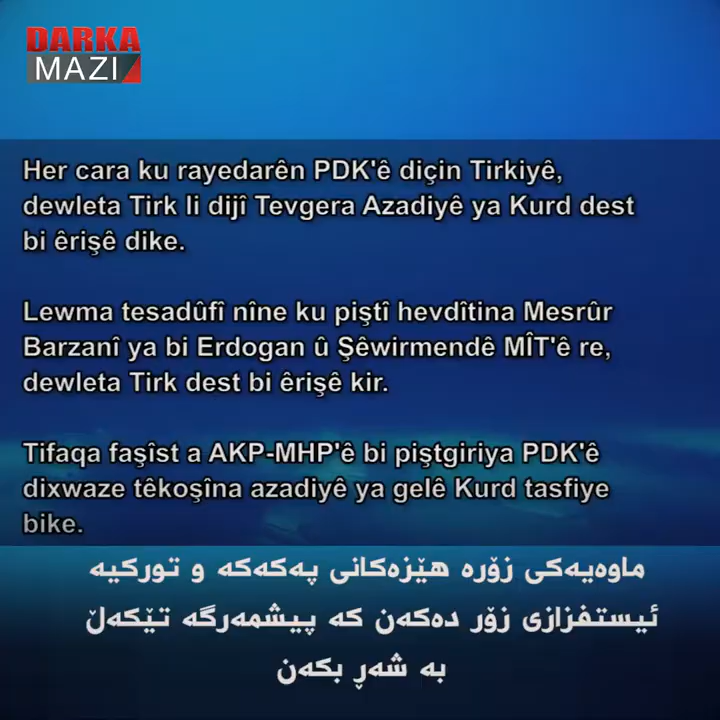 DARKA
MAZI
Her cara ku rayedarên PDK'ê diçin Tirkiyê,
dewleta Tirk li dijî Tevgera Azadiyê ya Kurd dest
bi êrişê dike.
Lewma tesadûfî nîne ku piştî hevdîtina Mesrûr
Barzanî ya bi Erdogan û Şêwirmendê MÎT'ê re,
dewleta Tirk dest bi êrişê kir.
Tifaqa faşîst a AKP-MHP'ê bi piştgiriya PDK'ê
dixwaze têkoşîna azadiyê ya gelê Kurd tasfiye
bike.
ماوەیەکی زۆرە هێزەکانی پەکەکە و تورکیە
ئیستفزازی زۆر دەکەن کە پیشمەرگە تێکەڵ
بە شەڕ بکەن